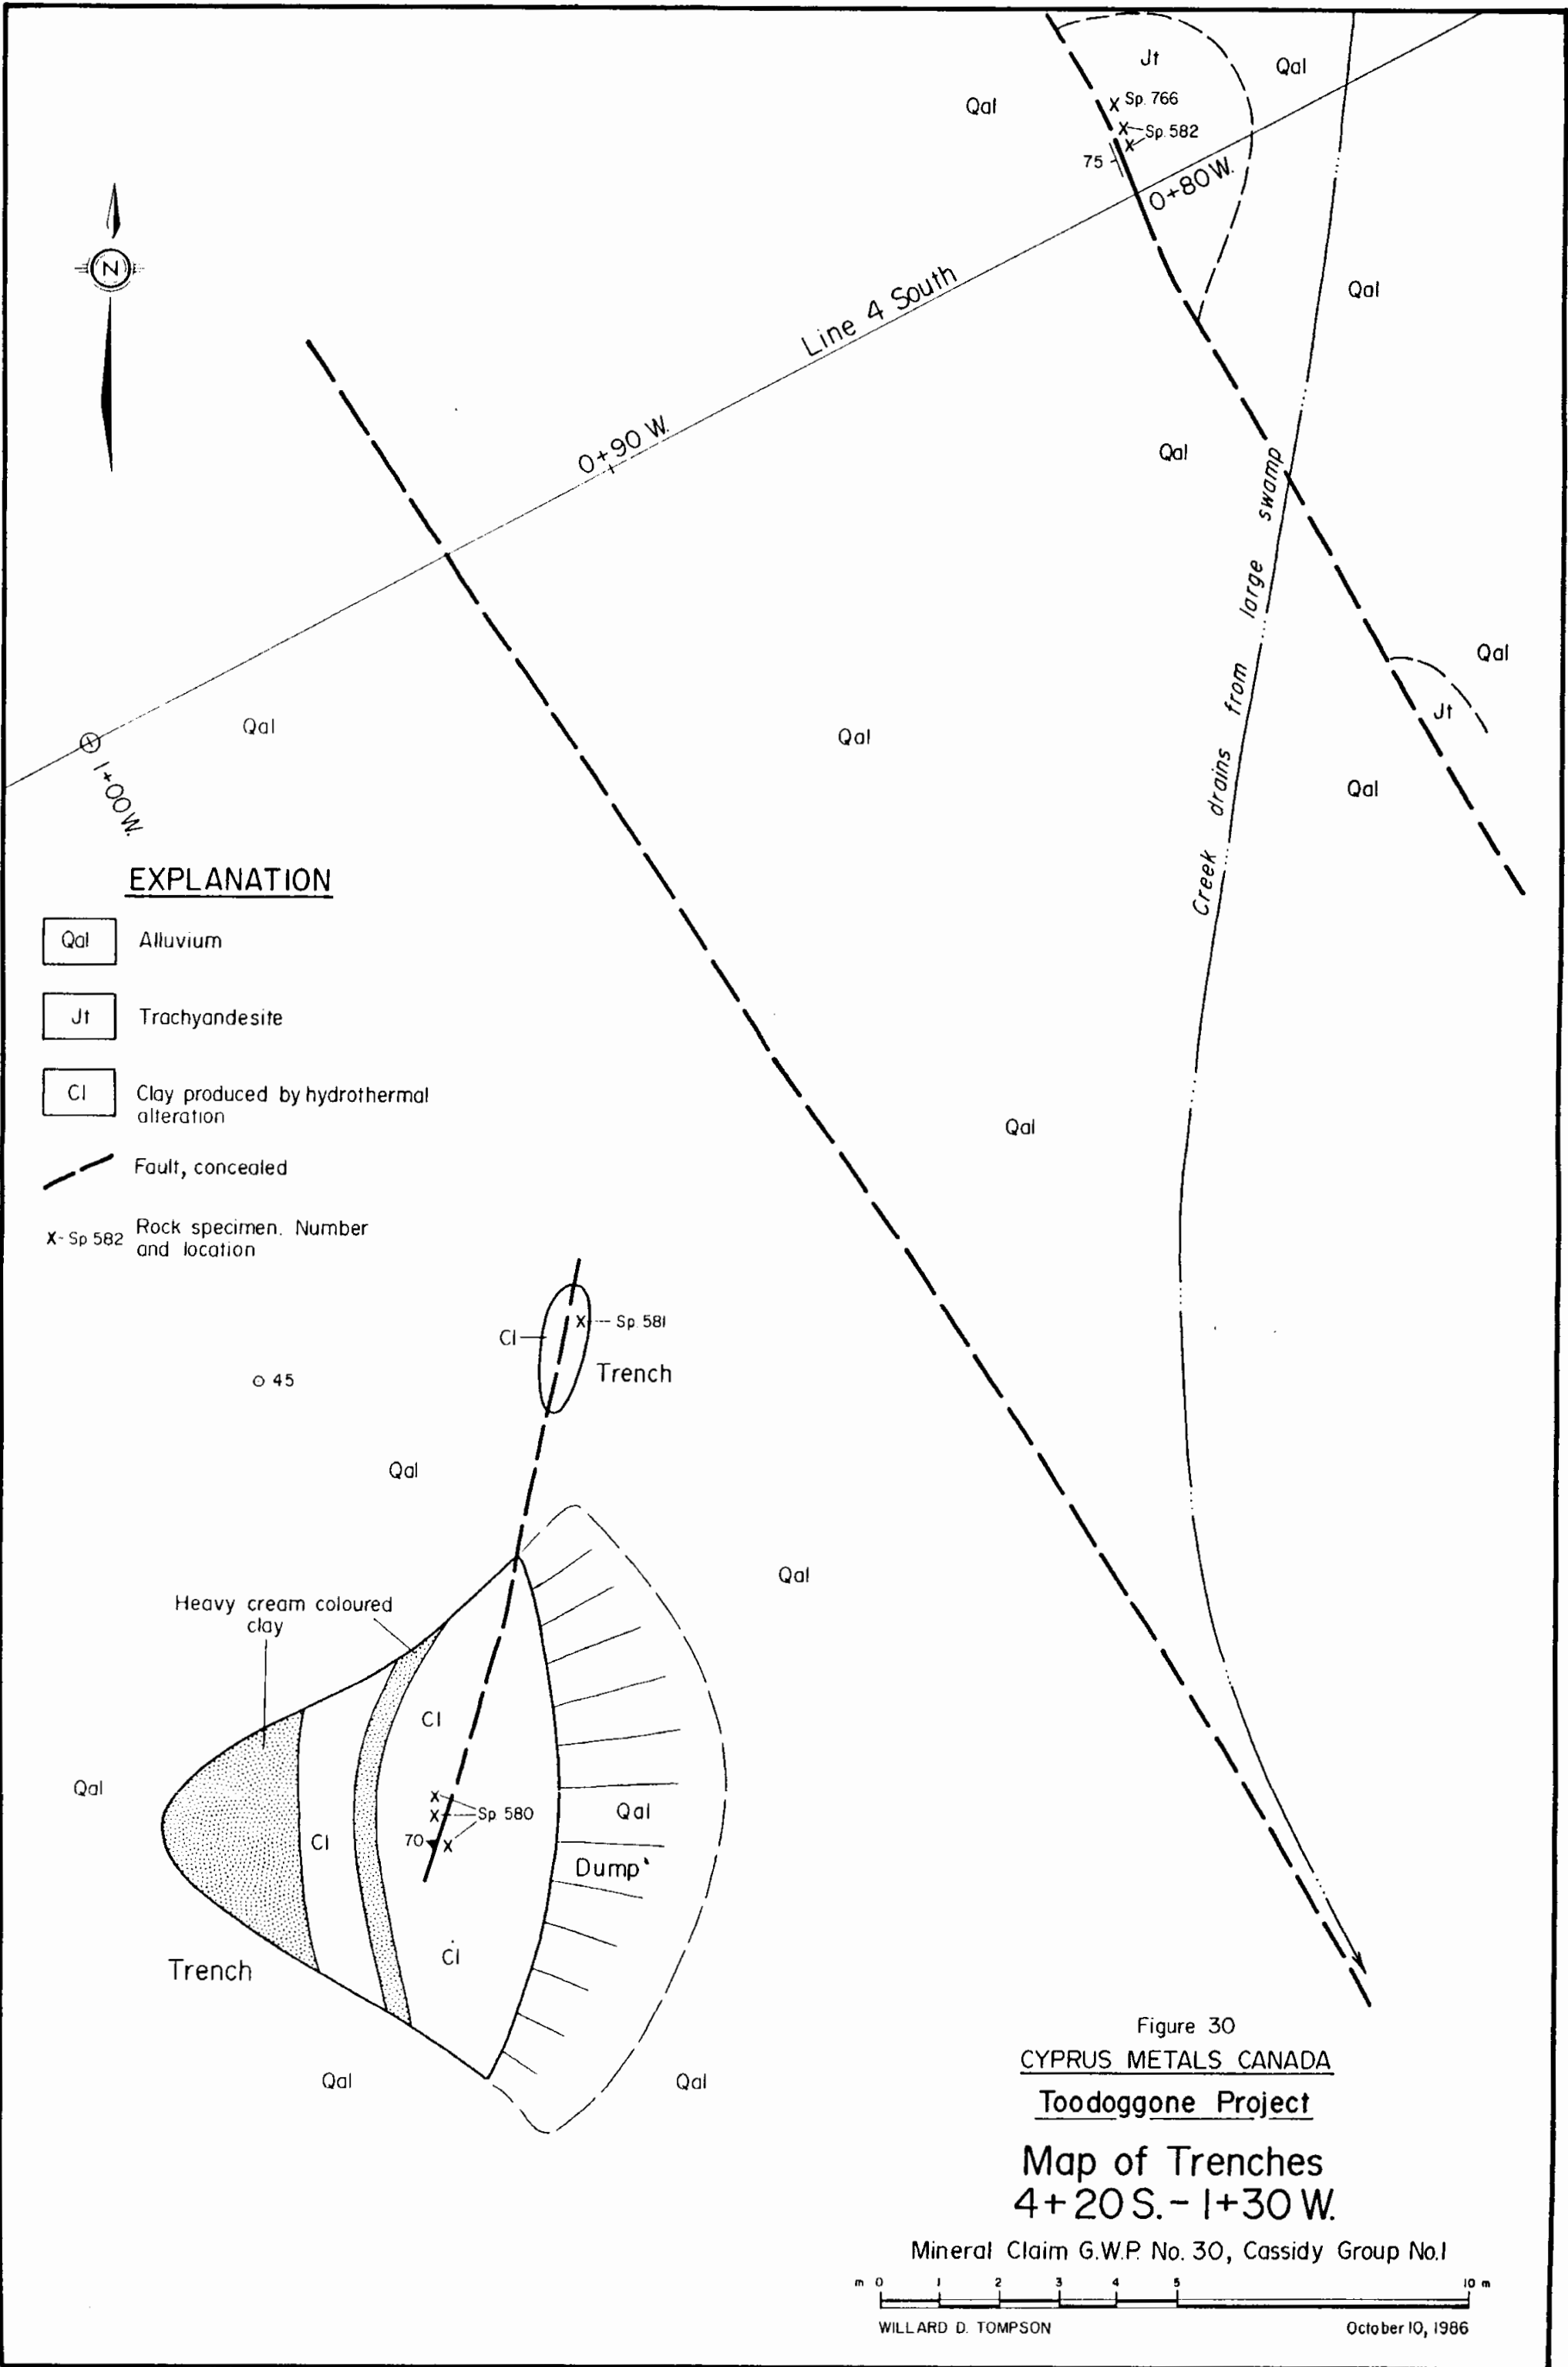 Jt
Qal
Qal
Sp. 766
Sp. 582
75
0+80W.
N
Line 4 South
Qal
0+90 W.
Qal
Creek drains from large swamp
Qal
Jt
Qal
Qal
Qal
1+00W.
EXPLANATION
Qal Alluvium
Jt Trachyandesite
Cl Clay produced by hydrothermal
alteration
Fault, concealed
X- Sp 582 Rock specimen. Number
and location
Qal
Cl
X
Sp. 581
Trench
45
Qal
Qal
Heavy cream coloured
clay
Cl
Qal
Sp 580
Qal
Cl
70
Dump
Cl
Trench
Qal
Qal
Figure 30
CYPRUS METALS CANADA
Toodoggone Project
Map of Trenches
4+20S.-1+30W.
Mineral Claim G.W.P. No. 30, Cassidy Group No.1
m 0 1 2 3 4 5 10 m
WILLARD D. TOMPSON
October 10, 1986